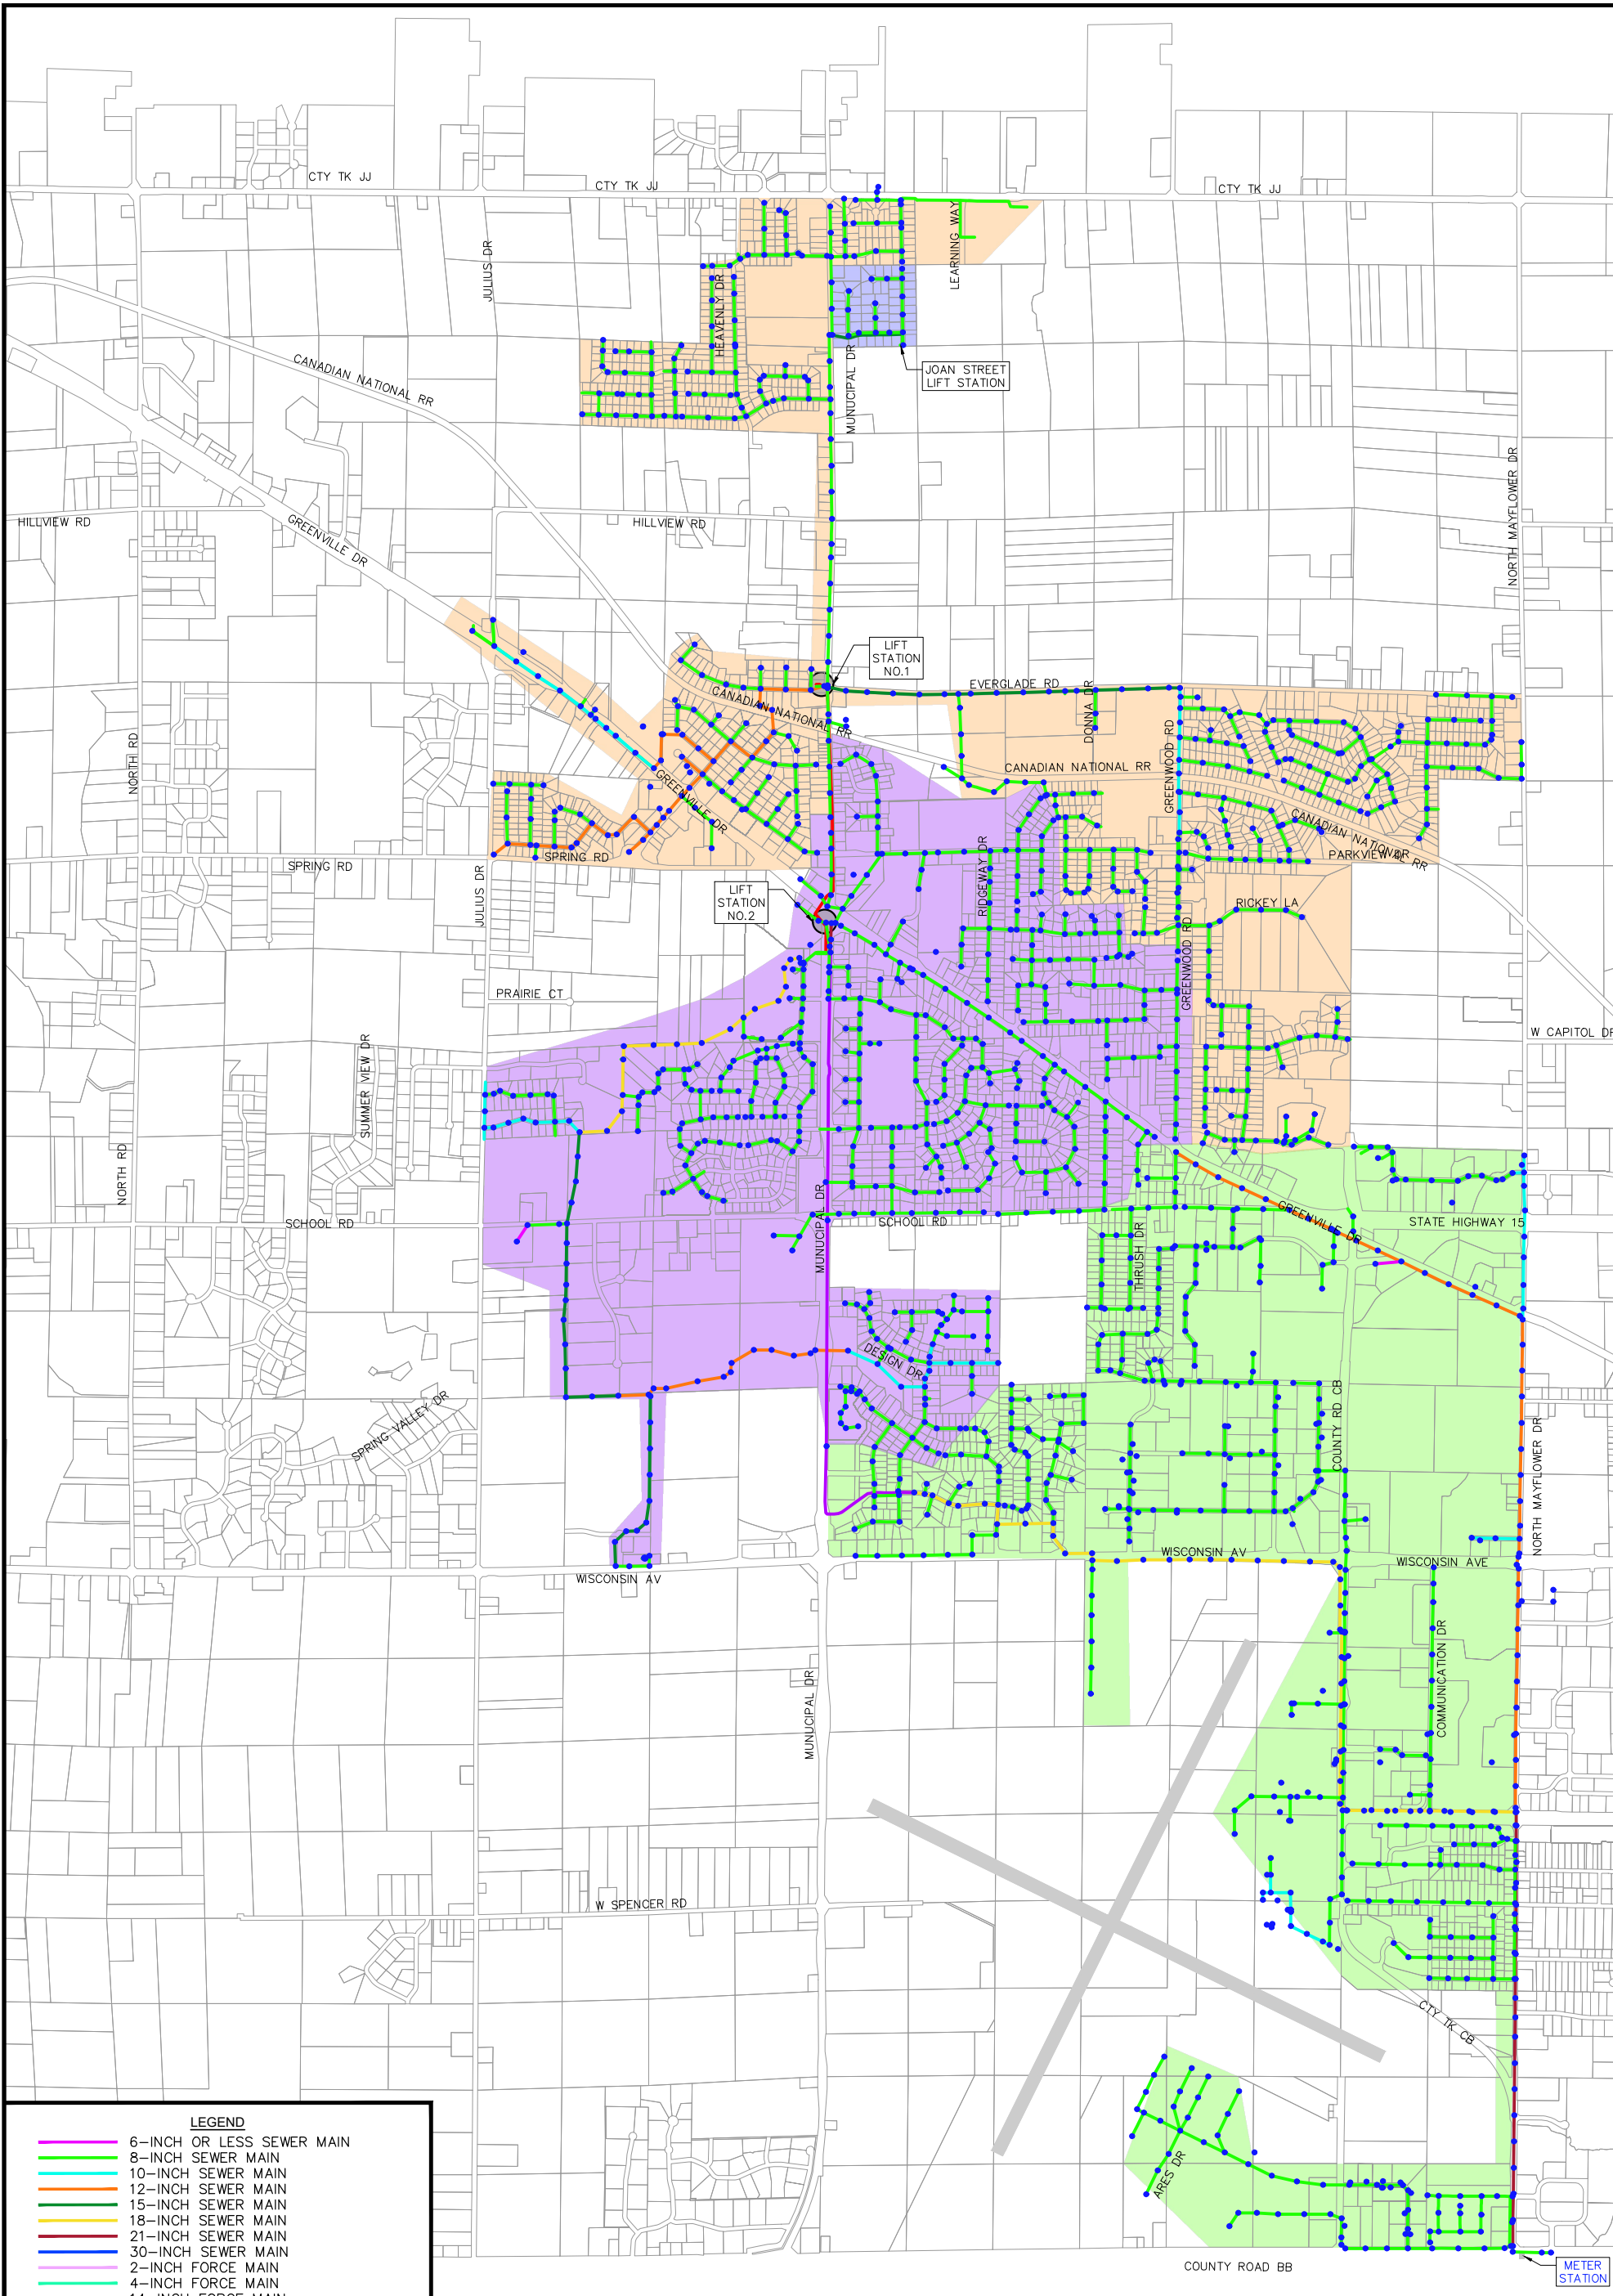 CTY TK JJ
CTY TK JJ
CTY TK JJ
LEARNING WAY
JULIUS DR
HEAVENLY DR
MUNUCIPAL DR
JOAN STREET
LIFT STATION
CANADIAN NATIONAL RR
NORTH MAYFLOWER DR
HILLVIEW RD
GREENVILLE DR
HILLVIEW RD
LIFT
STATION
NO.1
EVERGLADE RD
CANADIAN NATIONAL RR
DONNA DR
NORTH RD
GREENWOOD RD
CANADIAN NATIONAL RR
GREENVILLE DR
CANADIAN NATIONAL RR
SPRING RD
SPRING RD
PARKVIEW DR
RIDGEWAY DR
JULIUS DR
LIFT
STATION
NO.2
RICKEY LA
GREENWOOD RD
PRAIRIE CT
W CAPITOL DR
SUMMER VIEW DR
NORTH RD
MUNUCIPAL DR
SCHOOL RD
SCHOOL RD
GREENVILLE DR
STATE HIGHWAY 15
THRUSH DR
DESIGN DR
SPRING VALLEY DR
COUNTY RD CB
NORTH MAYFLOWER DR
WISCONSIN AV
WISCONSIN AVE
WISCONSIN AV
COMMUNICATION DR
MUNUCIPAL DR
W SPENCER RD
CTY TK CB
ARES DR
COUNTY ROAD BB
METER
STATION
LEGEND
6-INCH OR LESS SEWER MAIN
8-INCH SEWER MAIN
10-INCH SEWER MAIN
12-INCH SEWER MAIN
15-INCH SEWER MAIN
18-INCH SEWER MAIN
21-INCH SEWER MAIN
30-INCH SEWER MAIN
2-INCH FORCE MAIN
4-INCH FORCE MAIN